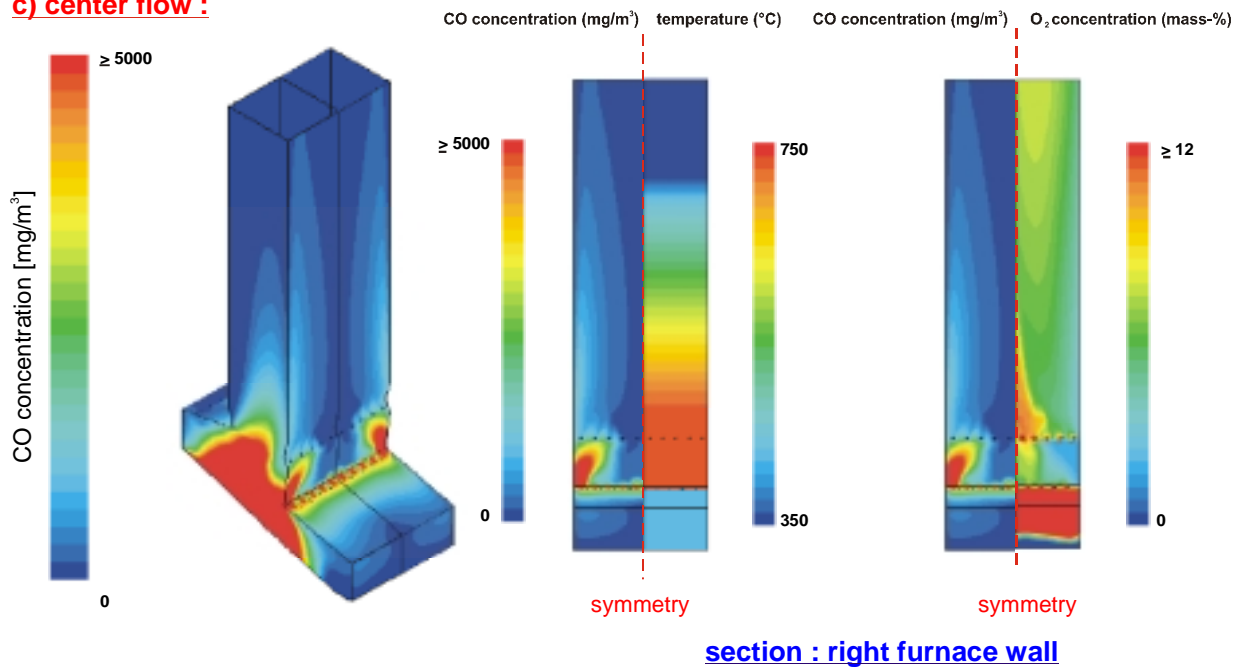 c) center flow :
CO concentration (mg/m³) temperature (°C)
CO concentration (mg/m³) O₂ concentration (mass-%)
≥ 5000
CO concentration [mg/m³]
0
≥ 5000
0
750
350
≥ 12
0
symmetry
symmetry
section : right furnace wall